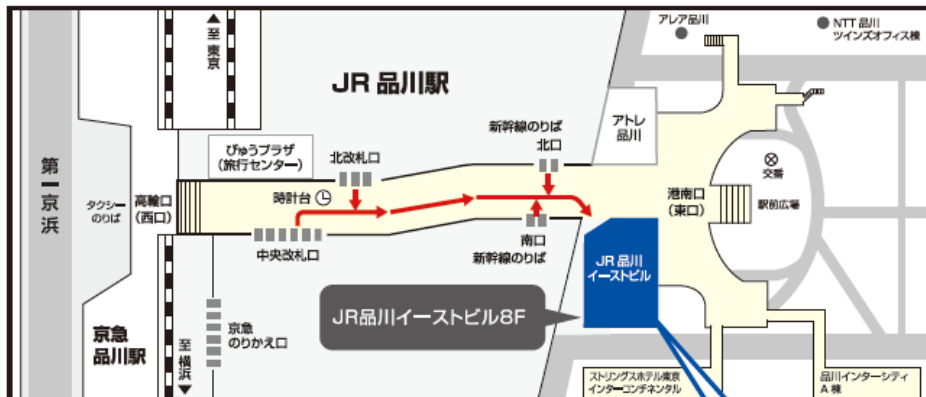 アレア品川
NTT 品川
ツインズオフィス棟
至
東
京
JR 品川駅
アトレ
品川
新幹線のりば
北口
びゅうプラザ
(旅行センター)
北改札口
第一京浜
タクシー
のりば
高輪口
(西口)
時計台
中央改札口
南口
新幹線のりば
港南口
(東口)
交番
駅前広場
JR 品川
イーストビル
JR品川イーストビル8F
京急
品川駅
至
横
浜
京急
のりかえ口
ストリングスホテル東京
インターコンチネンタル
品川インターシティ
A 棟